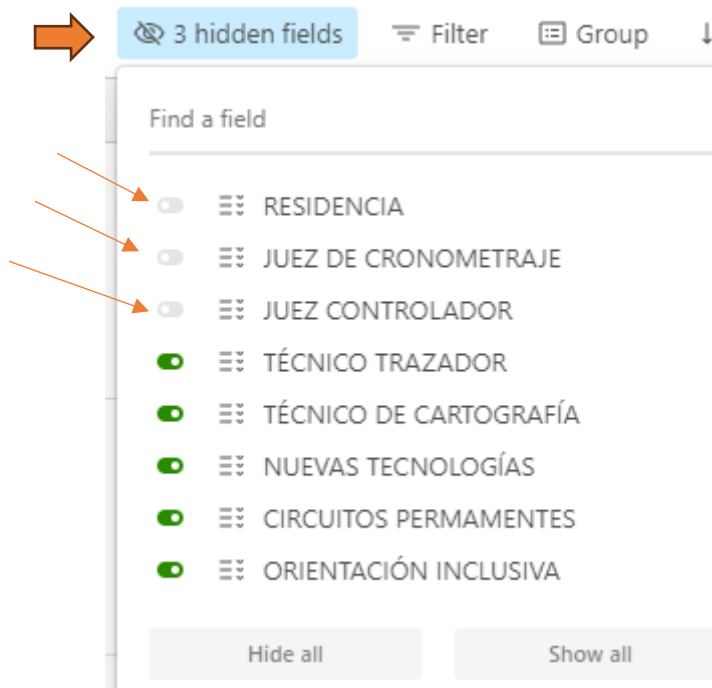 3 hidden fields Filter Group
Find a field
RESIDENCIA
JUEZ DE CRONOMETRAJE
JUEZ CONTROLADOR
TÉCNICO TRAZADOR
TÉCNICO DE CARTOGRAFÍA
NUEVAS TECNOLOGÍAS
CIRCUITOS PERMAMENTES
ORIENTACIÓN INCLUSIVA
Hide all Show all